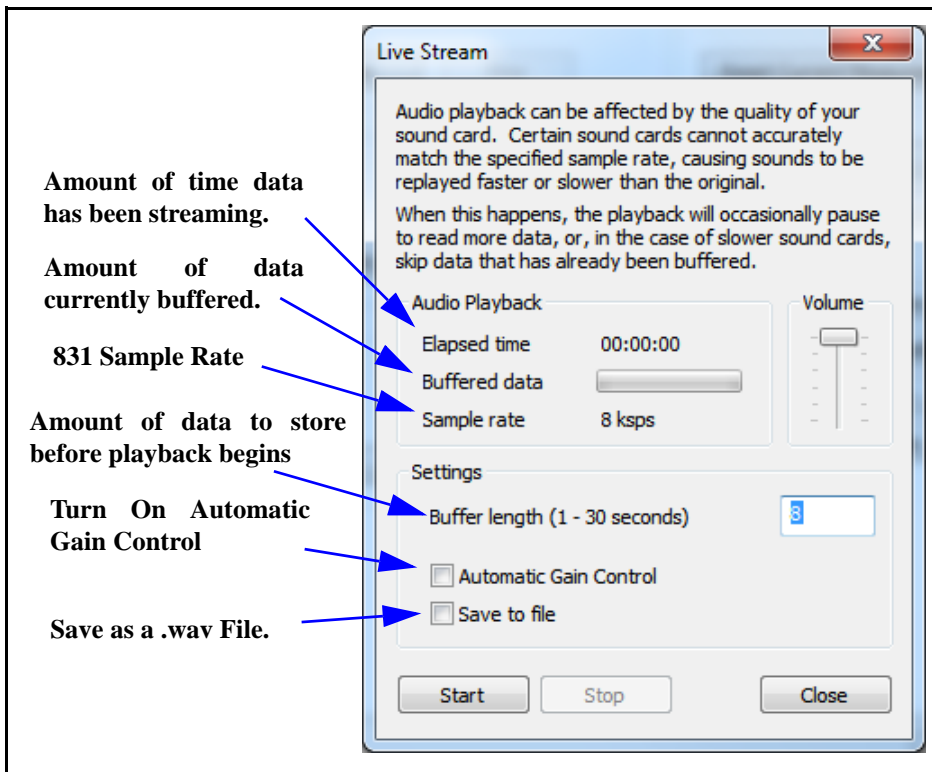 Live Stream
Audio playback can be affected by the quality of your
sound card. Certain sound cards cannot accurately
match the specified sample rate, causing sounds to be
replayed faster or slower than the original.
When this happens, the playback will occasionally pause
to read more data, or, in the case of slower sound cards,
skip data that has already been buffered.
Amount of time data
has been streaming.
Amount of data
currently buffered.
831 Sample Rate
Amount of data to store
before playback begins
Turn On Automatic
Gain Control
Save as a .wav File.
Audio Playback
Elapsed time 00:00:00
Buffered data
Sample rate 8 ksps
Volume
Settings
Buffer length (1 - 30 seconds) 8
Automatic Gain Control
Save to file
Start
Stop
Close